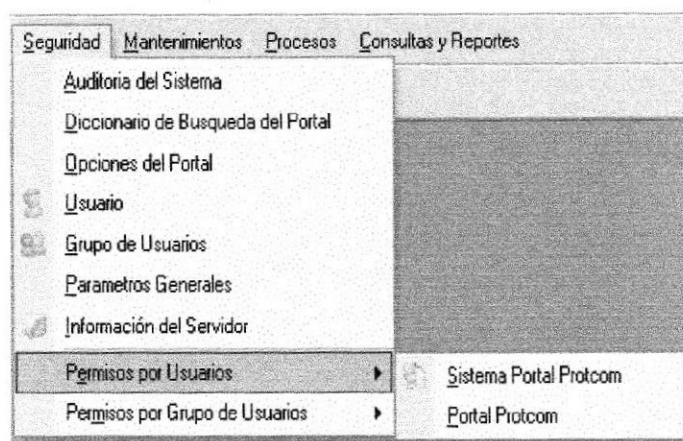 Seguridad Mantenimientos Procesos Consultas y Reportes
Auditoria del Sistema
Diccionario de Busqueda del Portal
Opciones del Portal
Usuario
Grupo de Usuarios
Parametros Generales
Información del Servidor
Permisos por Usuarios
Sistema Portal Protcom
Permisos por Grupo de Usuarios
Portal Protcom